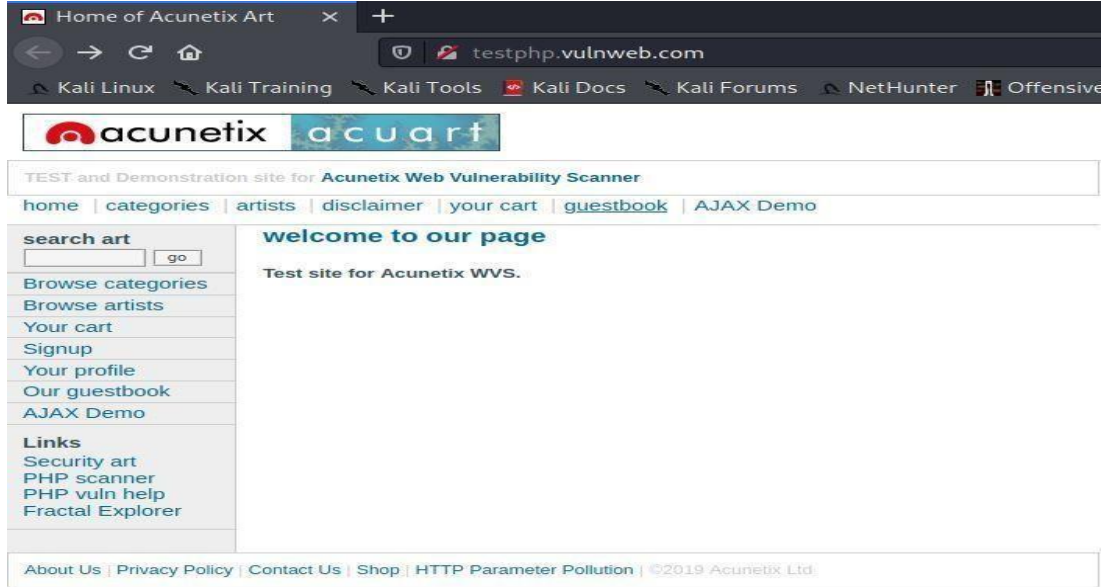 Home of Acunetix Art
testphp.vulnweb.com
Kali Linux Kali Training Kali Tools Kali Docs Kali Forums NetHunter Offensive
acunetix acuart
TEST and Demonstration site for Acunetix Web Vulnerability Scanner
home | categories | artists | disclaimer | your cart | guestbook | AJAX Demo
search art
go
Browse categories
Browse artists
Your cart
Signup
Your profile
Our guestbook
AJAX Demo
Links
Security art
PHP scanner
PHP vuln help
Fractal Explorer
welcome to our page
Test site for Acunetix WVS.
About Us | Privacy Policy | Contact Us | Shop | HTTP Parameter Pollution | ©2019 Acunetix Ltd